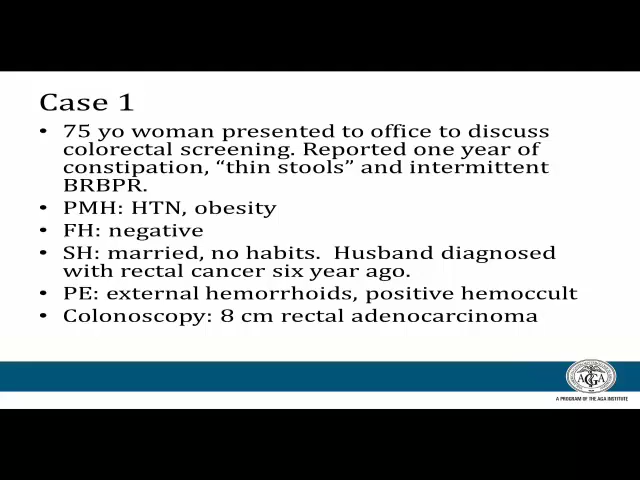 Case 1
• 75 yo woman presented to office to discuss
colorectal screening. Reported one year of
constipation, “thin stools” and intermittent
BRBPR.
• PMH: HTN, obesity
• FH: negative
• SH: married, no habits.  Husband diagnosed
with rectal cancer six year ago.
• PE: external hemorrhoids, positive hemoccult
• Colonoscopy: 8 cm rectal adenocarcinoma
AGA
A PROGRAM OF THE AGA INSTITUTE